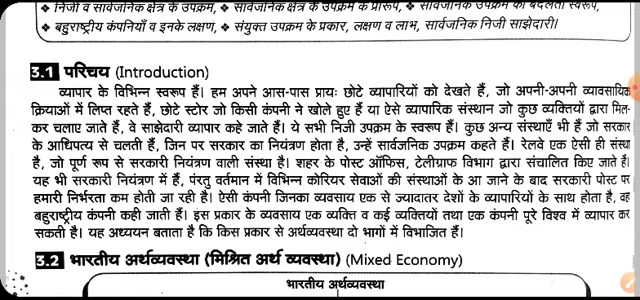 ❖ निजी व सार्वजनिक क्षेत्र के उपक्रम, ❖ सार्वजनिक क्षेत्र के उपक्रम के प्रारूप, ❖ सार्वजनिक उपक्रम की बदलती स्वरूप,
❖ बहुराष्ट्रीय कंपनियाँ व इनके लक्षण, ❖ संयुक्त उपक्रम के प्रकार, लक्षण व लाभ, सार्वजनिक निजी साझेदारी।
3.1 परिचय (Introduction)
व्यापार के विभिन्न स्वरूप हैं। हम अपने आस-पास प्रायः छोटे व्यापारियों को देखते हैं, जो अपनी-अपनी व्यावसायिक
क्रियाओं में लिप्त रहते हैं, छोटे स्टोर जो किसी कंपनी ने खोले हुए हैं या ऐसे व्यापारिक संस्थान जो कुछ व्यक्तियों द्वारा मिल-
कर चलाए जाते हैं, वे साझेदारी व्यापार कहे जाते हैं। ये सभी निजी उपक्रम के स्वरूप हैं। कुछ अन्य संस्थाएँ भी हैं जो सरकार
के आधिपत्य से चलती हैं, जिन पर सरकार का नियंत्रण होता है, उन्हें सार्वजनिक उपक्रम कहते हैं। रेलवे एक ऐसी ही संस्था
है, जो पूर्ण रूप से सरकारी नियंत्रण वाली संस्था है। शहर के पोस्ट ऑफिस, टेलीग्राफ विभाग द्वारा संचालित किए जाते हैं।
यह भी सरकारी नियंत्रण में हैं, पंरतु वर्तमान में विभिन्न कोरियर सेवाओं की संस्थाओं के आ जाने के बाद सरकारी पोस्ट पर
हमारी निर्भरता कम होती जा रही है। ऐसी कंपनी जिनका व्यवसाय एक से ज्यादातर देशों के व्यापारियों के साथ होता है, वह
बहुराष्ट्रीय कंपनी कही जाती हैं। इस प्रकार के व्यवसाय एक व्यक्ति व कई व्यक्तियों तथा एक कंपनी पूरे विश्व में व्यापार कर
सकती है। यह अध्ययन बताता है कि किस प्रकार से अर्थव्यवस्था दो भागों में विभाजित हैं।
3.2 भारतीय अर्थव्यवस्था (मिश्रित अर्थ व्यवस्था) (Mixed Economy)
भारतीय अर्थव्यवस्था